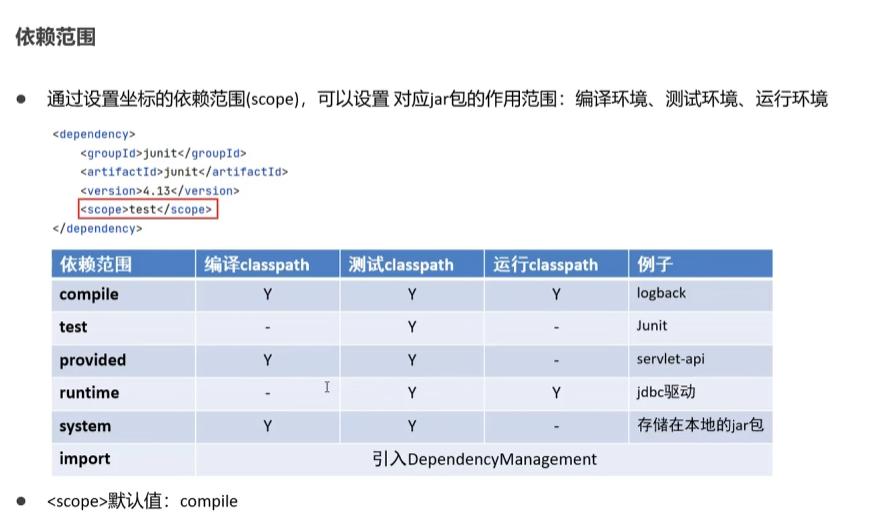 依赖范围
● 通过设置坐标的依赖范围(scope)，可以设置 对应jar包的作用范围：编译环境、测试环境、运行环境
<dependency>
<groupId>junit</groupId>
<artifactId>junit</artifactId>
<version>4.13</version>
<scope>test</scope>
</dependency>
依赖范围 编译classpath 测试classpath 运行classpath 例子
compile Y Y Y logback
test - Y - Junit
provided Y Y - servlet-api
runtime - Y Y jdbc驱动
system Y Y - 存储在本地的jar包
import 引入DependencyManagement
● <scope>默认值：compile